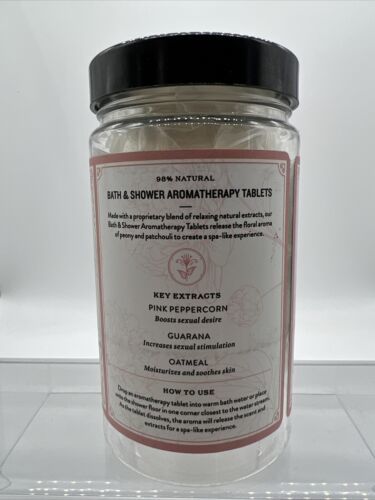 98% NATURAL
BATH & SHOWER AROMATHERAPY TABLETS
Made with a proprietary blend of relaxing natural extracts, our
Bath & Shower Aromatherapy Tablets release the floral aroma
of peony and patchouli to create a spa-like experience.
KEY EXTRACTS
PINK PEPPERCORN
Boosts sexual desire
GUARANA
Increases sexual stimulation
OATMEAL
Moisturizes and soothes skin
HOW TO USE
Drop an aromatherapy tablet into warm bath water or place
onto the shower floor in one corner closest to the water stream.
As the tablet dissolves, the aroma will release the scent and
extracts for a spa-like experience.